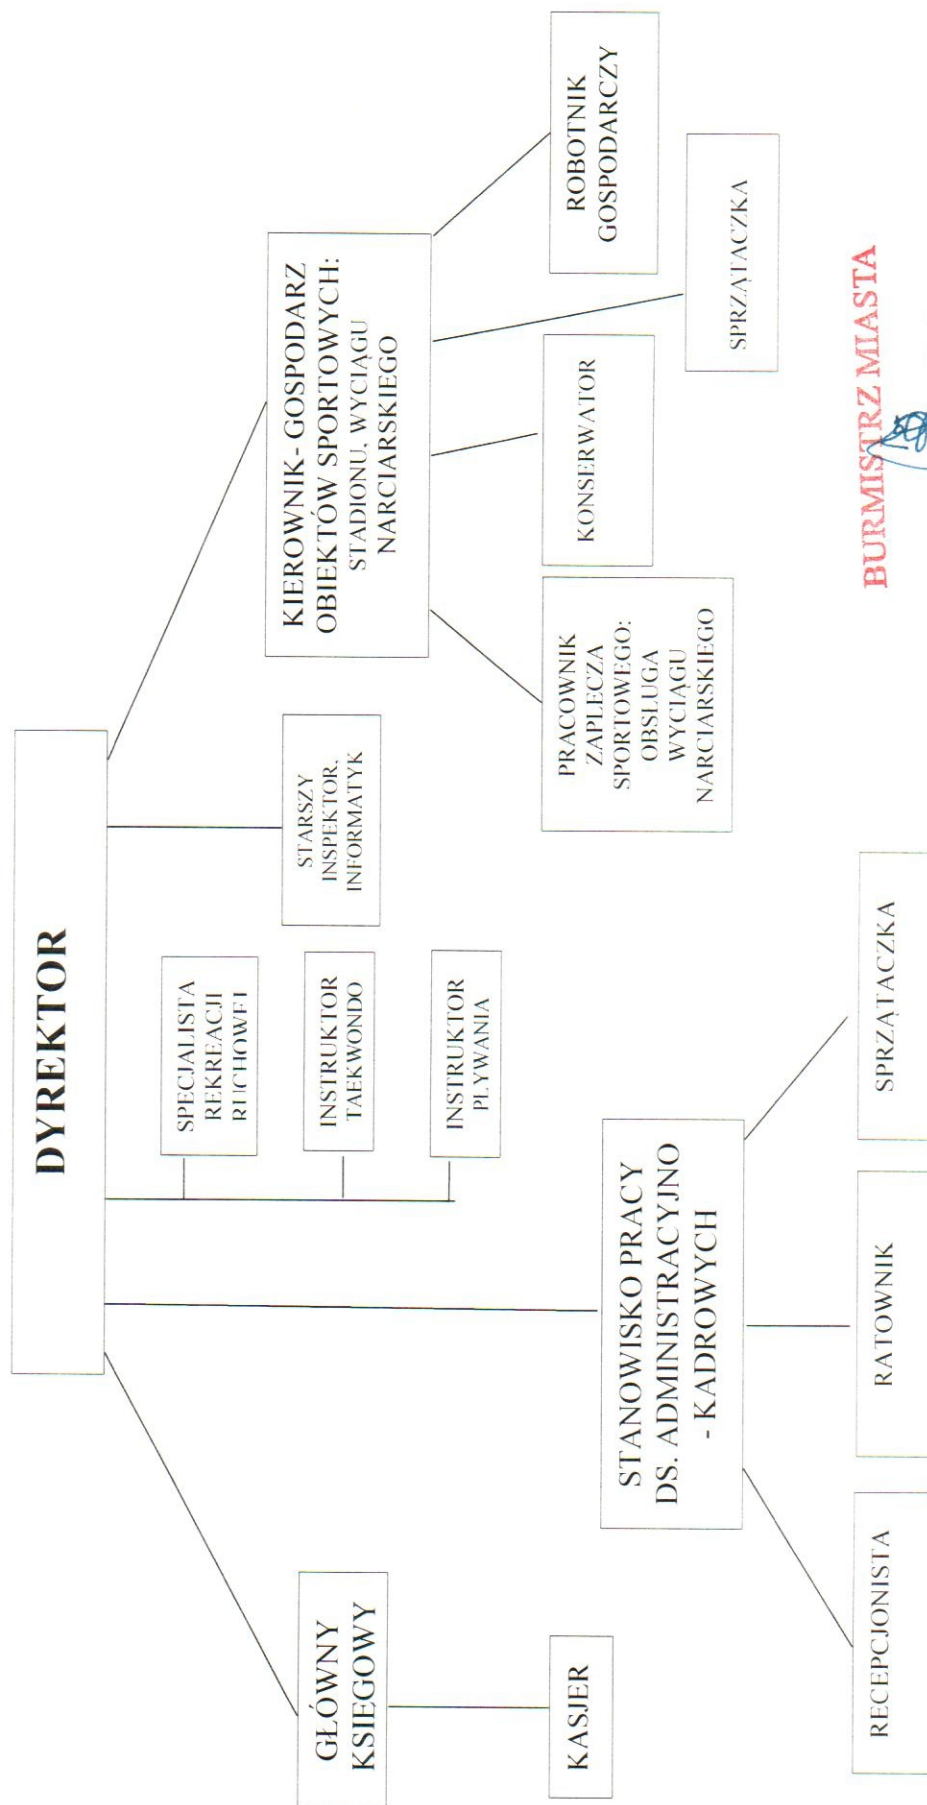 DYREKTOR
GŁÓWNY
KSIEGOWY
KASJER
STANOWISKO PRACY
DS. ADMINISTRACYJNO
- KADROWYCH
RECEPCJONISTA
RATOWNIK
SPRZĄTACZKA
SPECJALISTA
REKREACJI
RUCHOWEJ
INSTRUKTOR
TAEKWONDO
INSTRUKTOR
PŁYWANIA
STARSZY
INSPEKTOR,
INFORMATYK
KIEROWNIK- GOSPODARZ
OBIEKTÓW SPORTOWYCH:
STADIONU, WYCIĄGU
NARCIARSKIEGO
PRACOWNIK
ZAPLECZA
SPORTOWEGO:
OBSŁUGA
WYCIĄGU
NARCIARSKIEGO
KONSERWATOR
SPRZĄTACZKA
ROBOTNIK
GOSPODARCZY
BURMISTRZ MIASTA